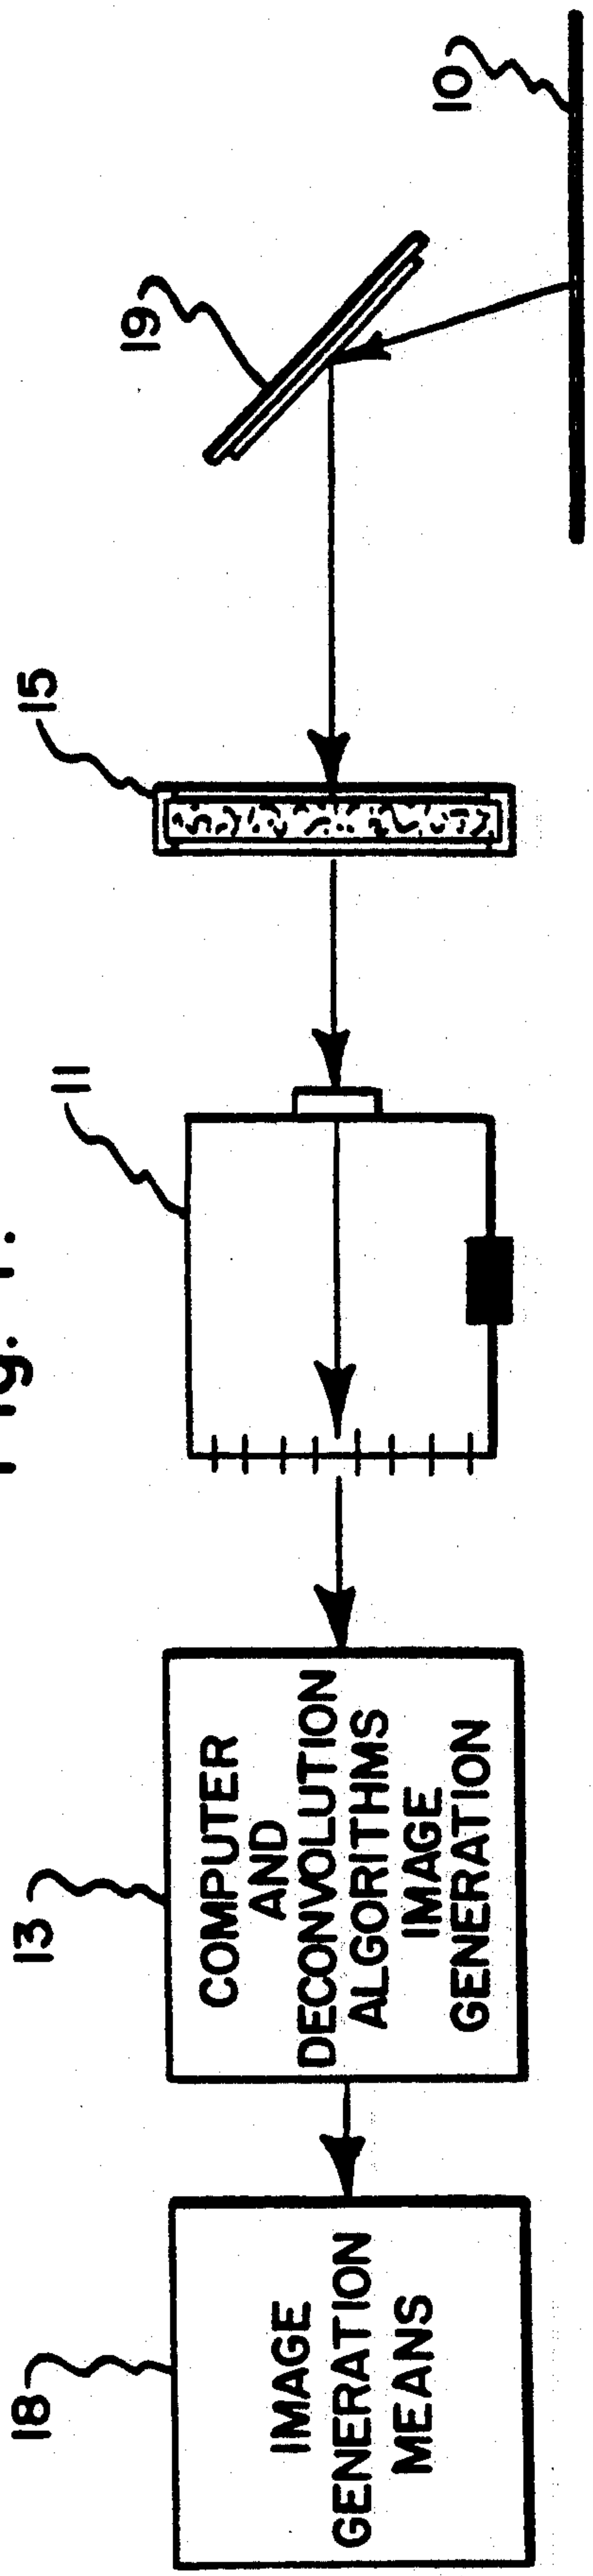 Fig. 1.
18
IMAGE
GENERATION
MEANS
13
COMPUTER
AND
DECONVOLUTION
ALGORITHMS
IMAGE
GENERATION
11
15
19
10